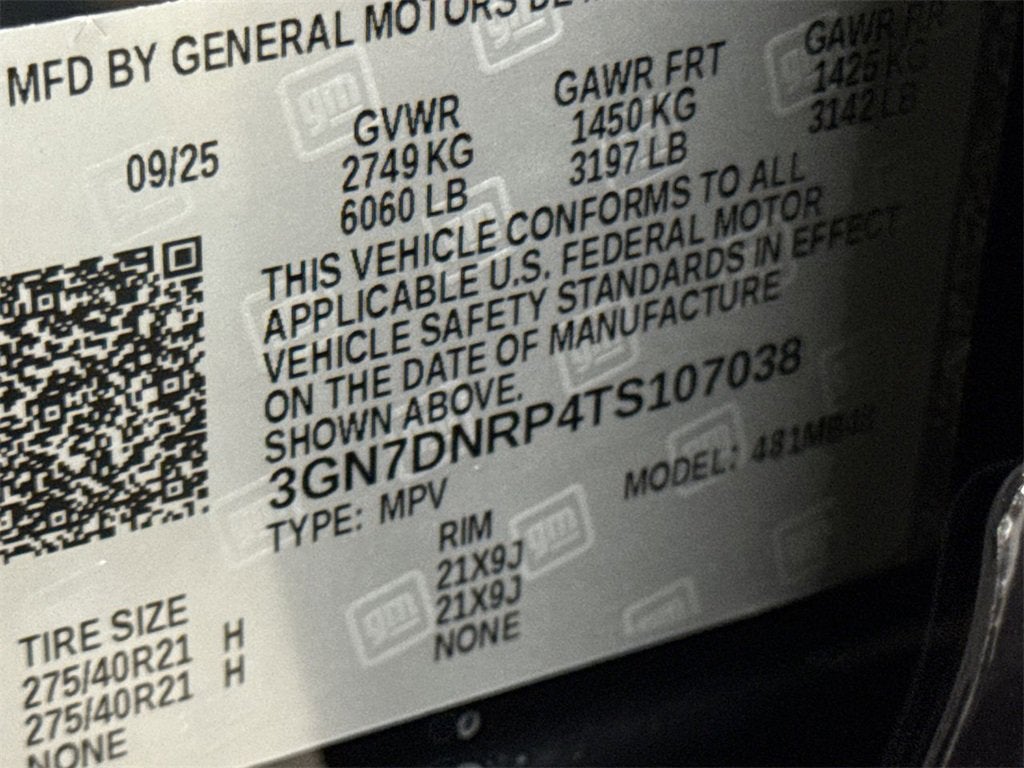 MFD BY GENERAL MOTORS DE
09/25 GVWR GAWR FRT GAWR RR
2749 KG 1450 KG 1425 KG
6060 LB 3197 LB 3142 LB
THIS VEHICLE CONFORMS TO ALL
APPLICABLE U.S. FEDERAL MOTOR
VEHICLE SAFETY STANDARDS IN EFFECT
ON THE DATE OF MANUFACTURE
SHOWN ABOVE.
3GN7DNRP4TS107038
TYPE: MPV MODEL:
TIRE SIZE RIM
275/40R21 H 21X9J
275/40R21 H 21X9J
NONE NONE
gm